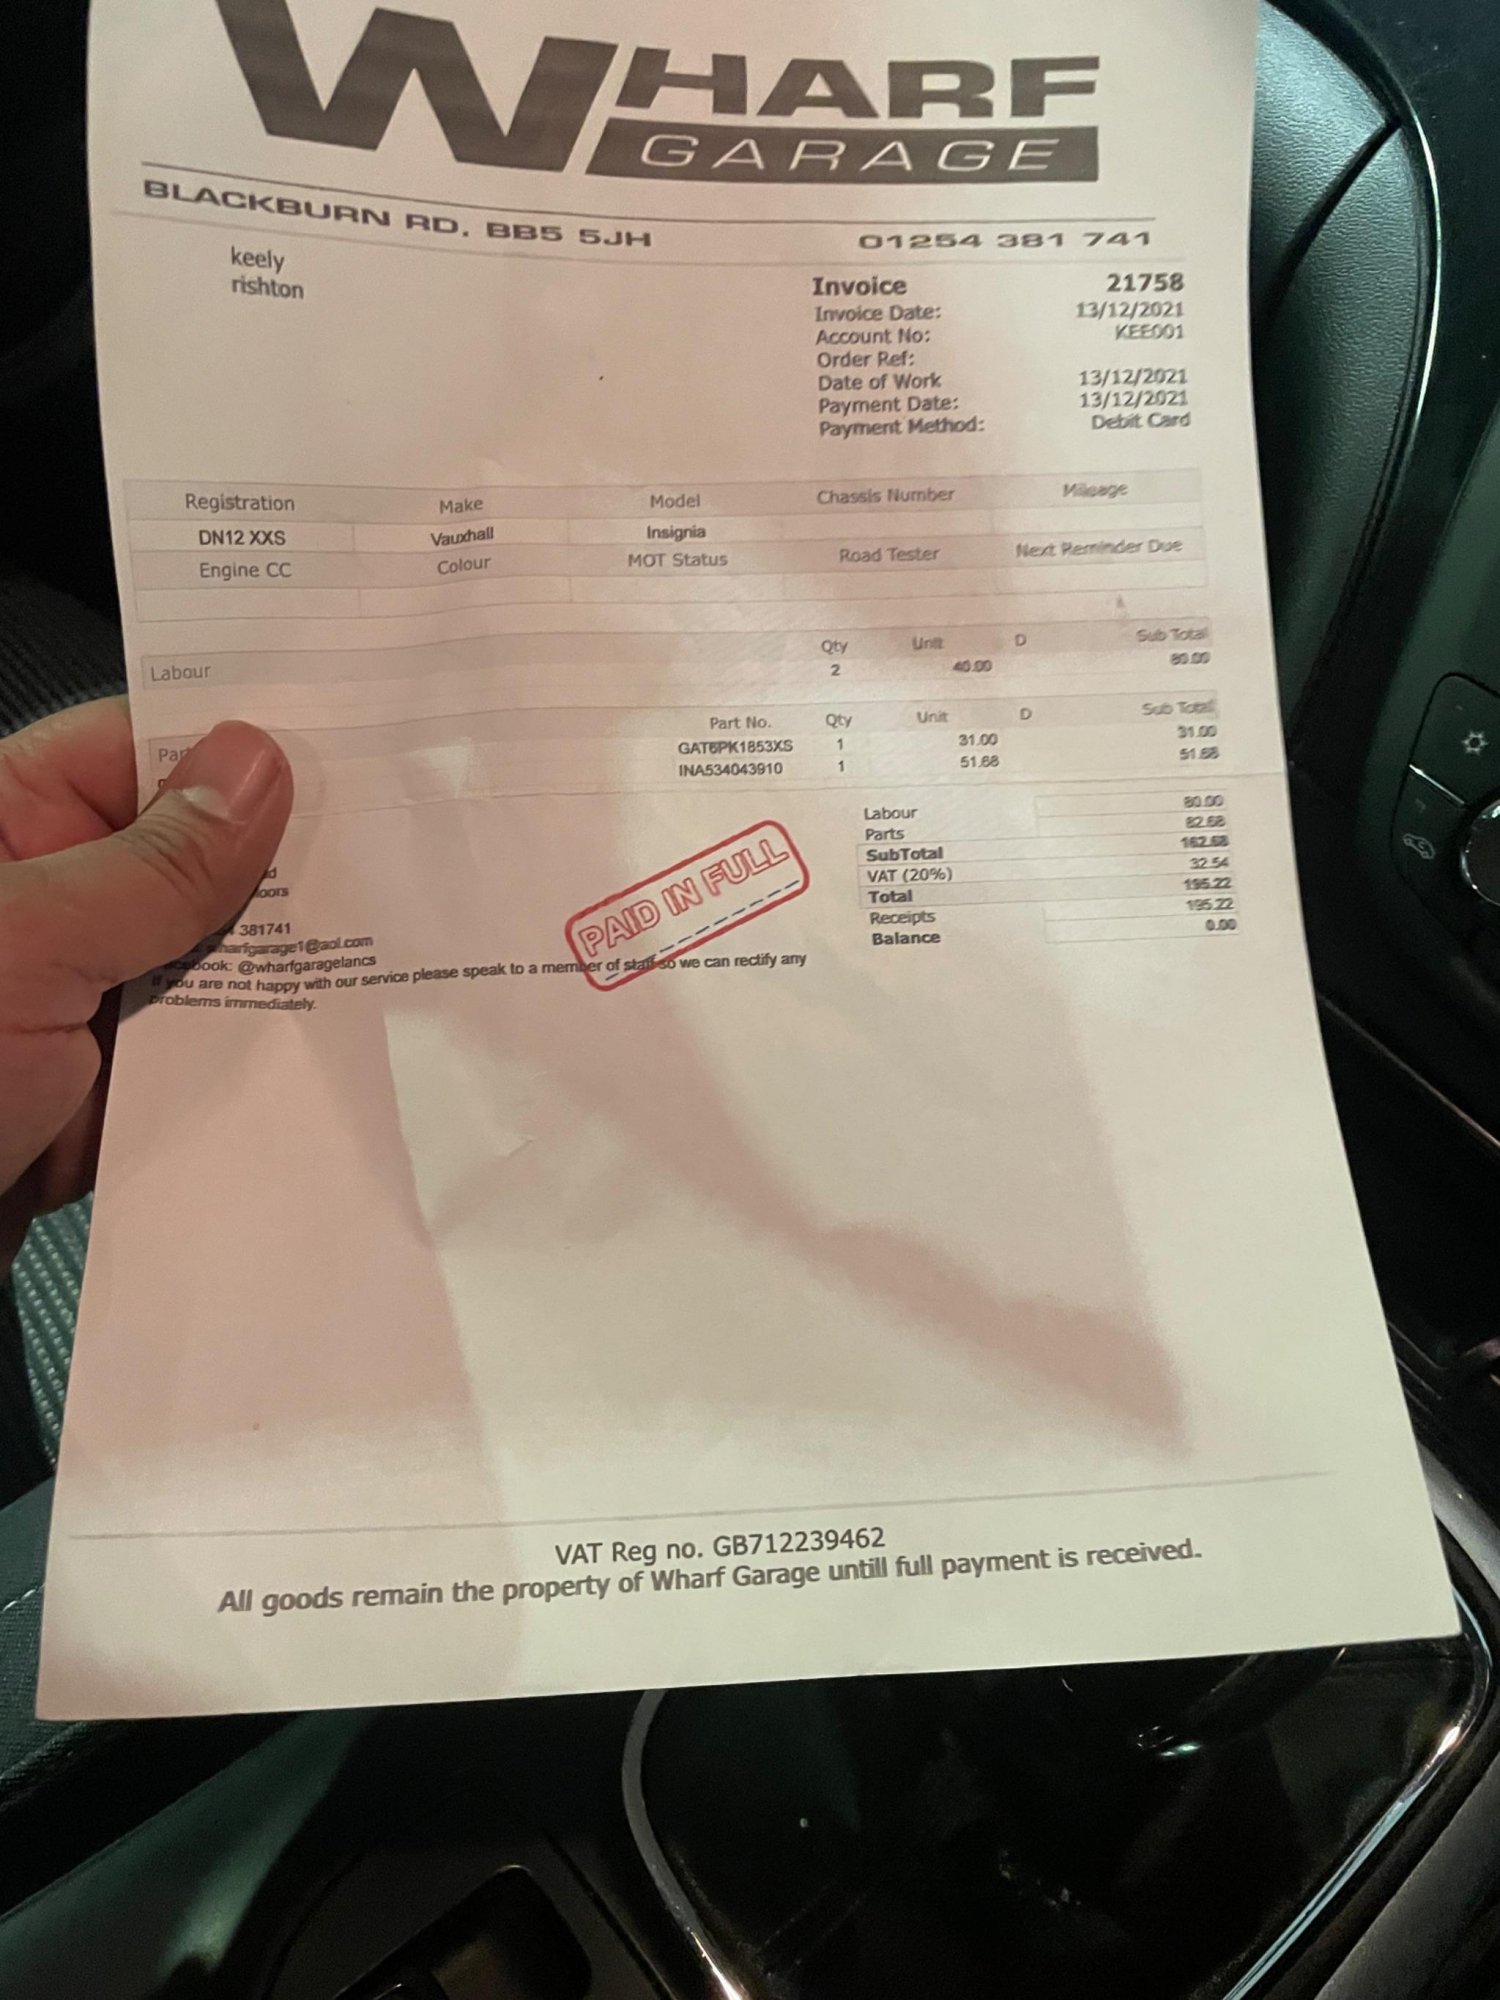 WHARF
GARAGE
BLACKBURN RD. BB5 5JH 01254 381 741
keely
rishton
Invoice 21758
Invoice Date: 13/12/2021
Account No: KEE001
Order Ref:
Date of Work 13/12/2021
Payment Date: 13/12/2021
Payment Method: Debit Card
Registration Make Model Chassis Number Mileage
DN12 XXS Vauxhall Insignia
Engine CC Colour MOT Status Road Tester Next Reminder Due
Qty Unit D Sub Total
Labour 2 40.00 80.00
Part No. Qty Unit D Sub Total
GAT6PK1853XS 1 31.00 31.00
INA534043910 1 51.68 51.68
Labour 80.00
Parts 82.68
SubTotal 162.68
VAT (20%) 32.54
Total 195.22
Receipts 195.22
Balance 0.00
PAID IN FULL
381741
wharfgarage1@aol.com
@wharfgaragelancs
If you are not happy with our service please speak to a member of staff so we can rectify any
problems immediately.
VAT Reg no. GB712239462
All goods remain the property of Wharf Garage untill full payment is received.